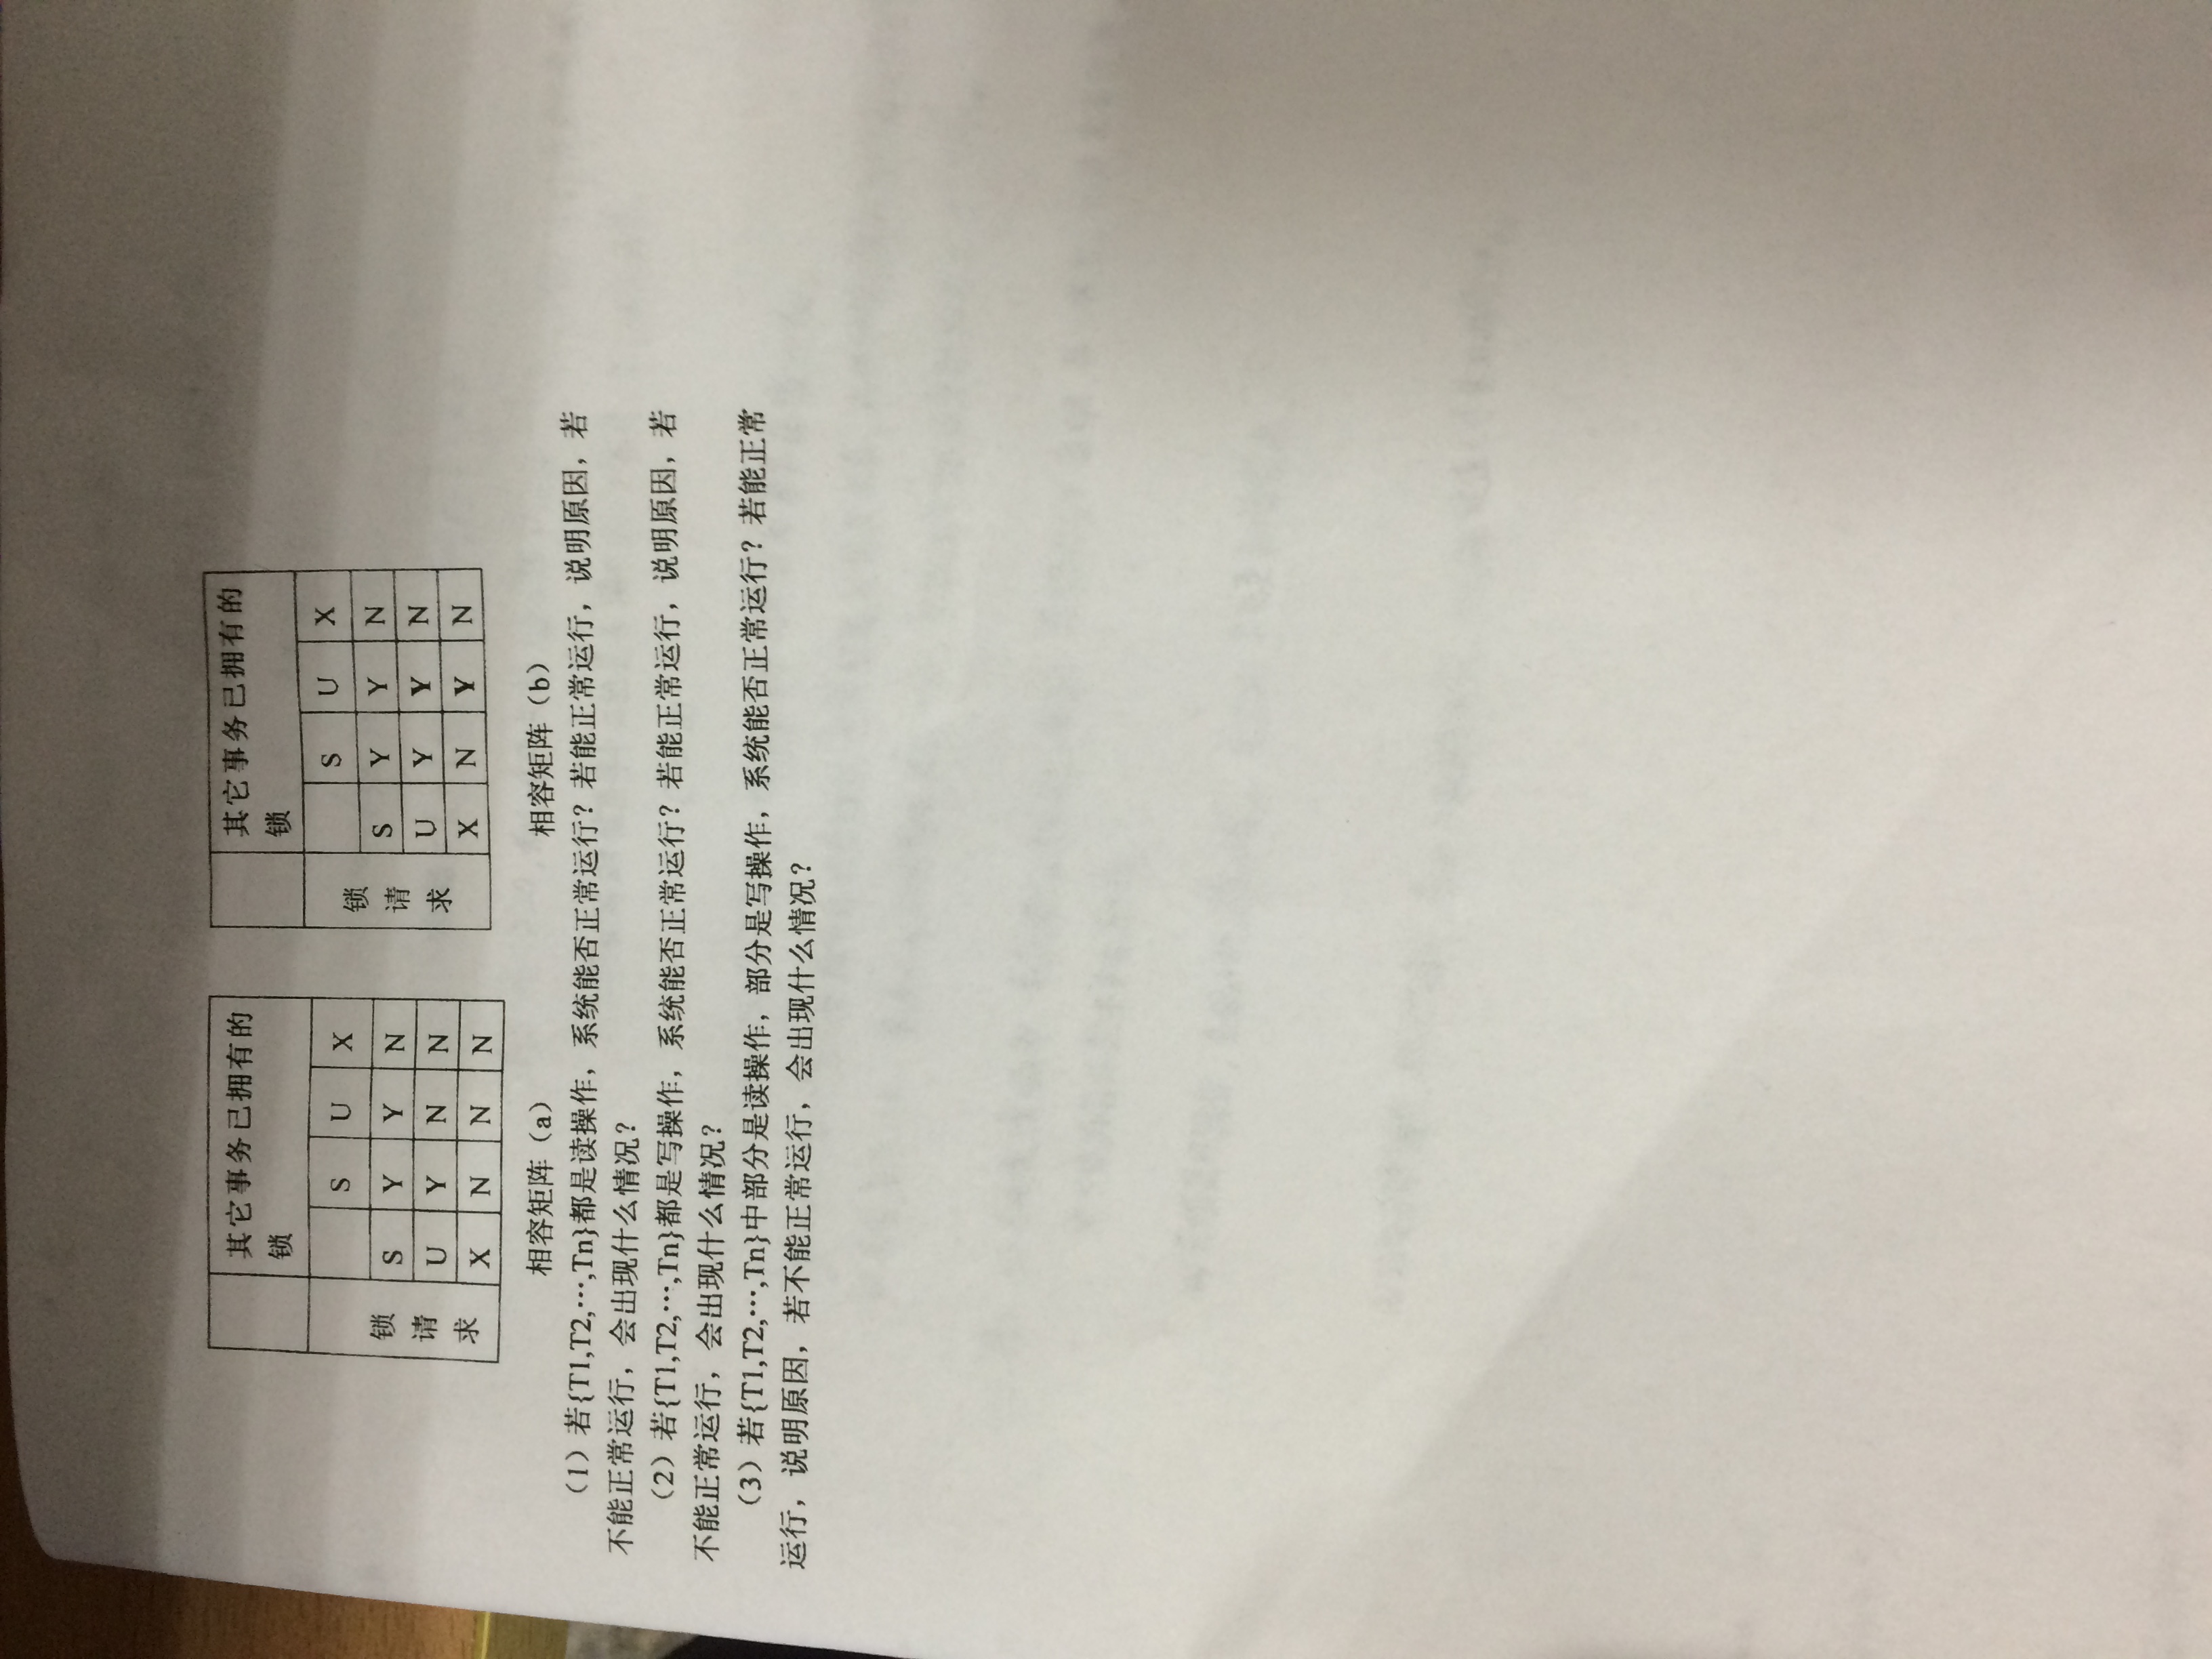 其它事务已拥有的
锁
S U X
锁
请
求
S Y Y N
U Y N N
X N N N
相容矩阵（a）
其它事务已拥有的
锁
S U X
锁
请
求
S Y Y N
U Y Y N
X N Y N
相容矩阵（b）
（1）若{T1,T2,⋯,Tn}都是读操作，系统能否正常运行？若能正常运行，说明原因，若
不能正常运行，会出现什么情况？
（2）若{T1,T2,⋯,Tn}都是写操作，系统能否正常运行？若能正常运行，说明原因，若
不能正常运行，会出现什么情况？
（3）若{T1,T2,⋯,Tn}中部分是读操作，部分是写操作，系统能否正常运行？若能正常
运行，说明原因，若不能正常运行，会出现什么情况？